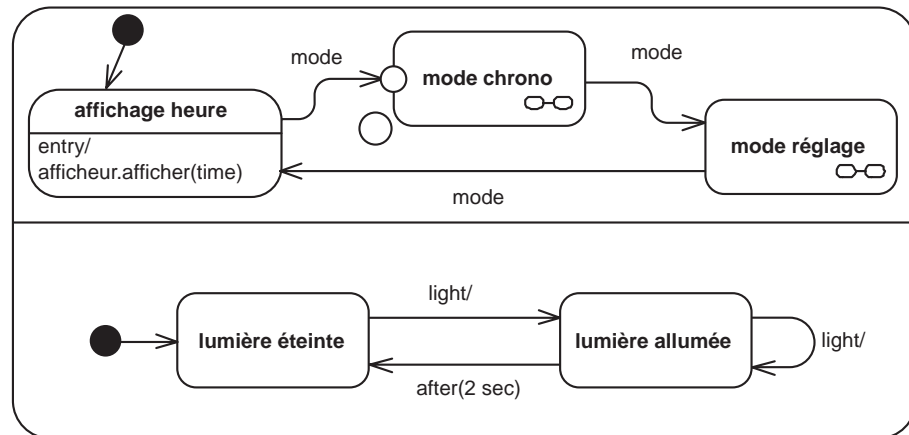 mode
mode chrono
mode
affichage heure
entry/
afficheur.afficher(time)
mode réglage
mode
light/
lumière éteinte
lumière allumée
light/
after(2 sec)